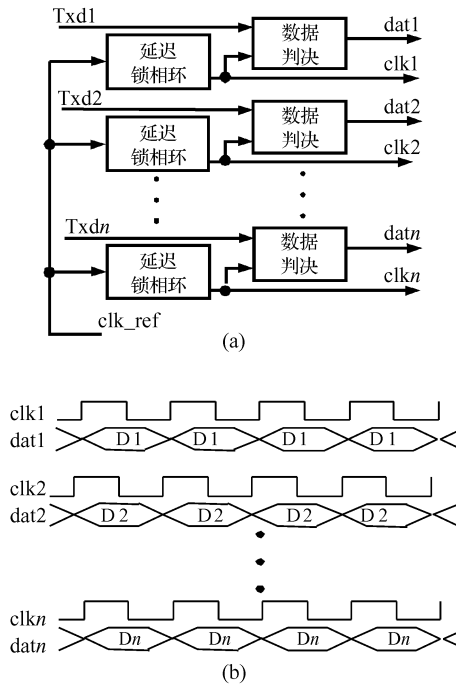 Txd1
延迟
锁相环
数据
判决
dat1
clk1
Txd2
延迟
锁相环
数据
判决
dat2
clk2
Txdn
延迟
锁相环
数据
判决
datn
clkn
clk_ref
(a)
clk1
dat1 D1 D1 D1 D1
clk2
dat2 D2 D2 D2 D2
clkn
datn Dn Dn Dn Dn
(b)